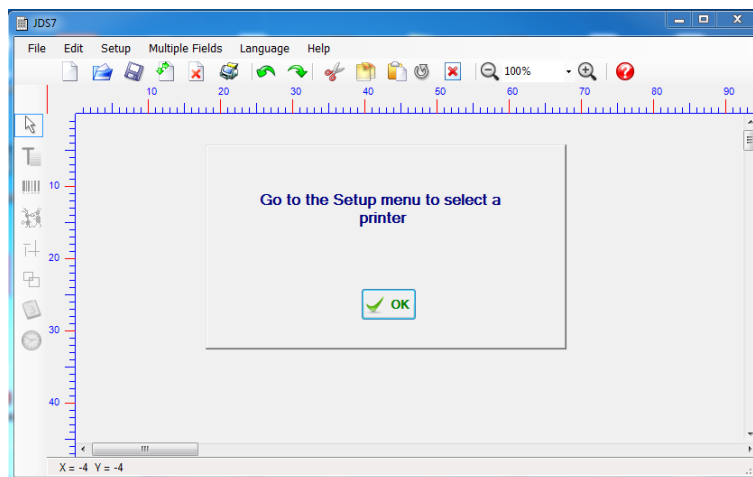 JDS7
File Edit Setup Multiple Fields Language Help
100%
10 20 30 40 50 60 70 80 90
T
10
20
30
40
Go to the Setup menu to select a
printer
OK
X = -4 Y = -4